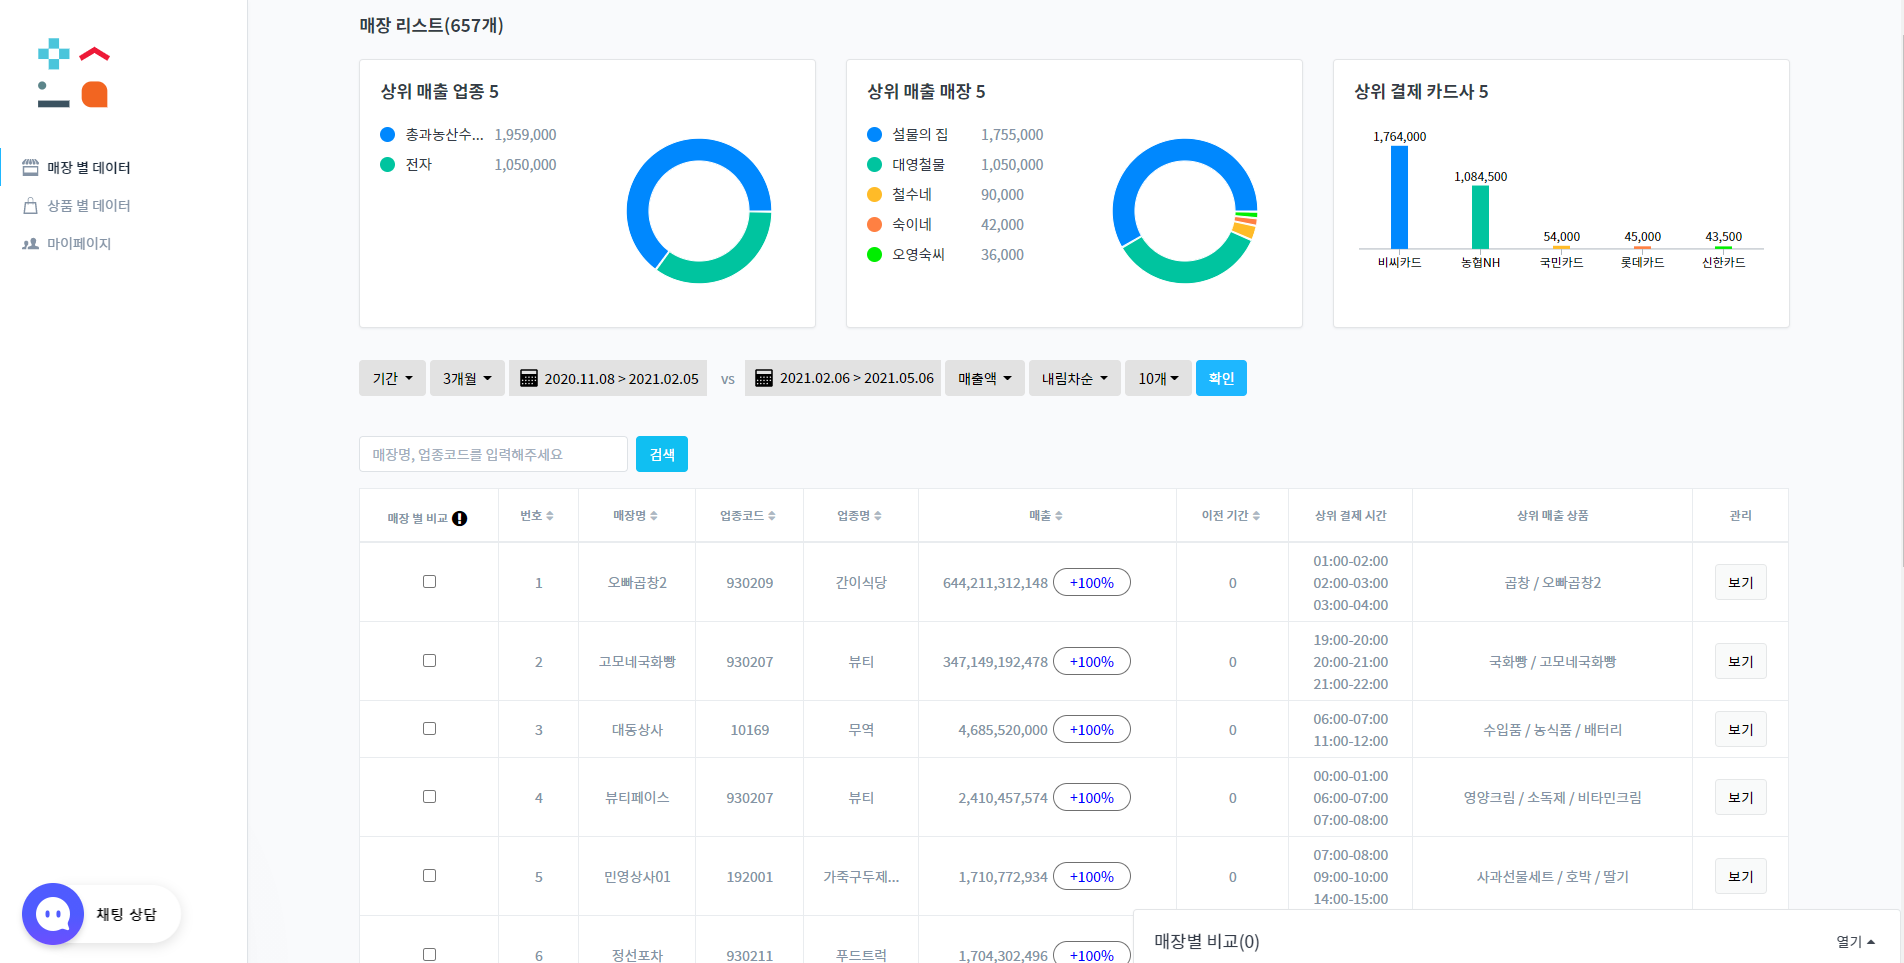 매장 별 데이터
상품 별 데이터
마이페이지
채팅 상담
매장 리스트(657개)
상위 매출 업종 5
총과농산수... 1,959,000
전자 1,050,000
상위 매출 매장 5
설물의 집 1,755,000
대영철물 1,050,000
철수네 90,000
숙이네 42,000
오영숙씨 36,000
상위 결제 카드사 5
1,764,000
1,084,500
54,000
45,000
43,500
비씨카드 농협NH 국민카드 롯데카드 신한카드
기간 3개월 2020.11.08 > 2021.02.05 vs 2021.02.06 > 2021.05.06 매출액 내림차순 10개 확인
매장명, 업종코드를 입력해주세요 검색
매장 별 비교 번호 매장명 업종코드 업종명 매출 이전 기간 상위 결제 시간 상위 매출 상품 관리
1 오빠곱창2 930209 간이식당 644,211,312,148 +100% 0 01:00-02:00
02:00-03:00
03:00-04:00
곱창 / 오빠곱창2 보기
2 고모네국화빵 930207 뷰티 347,149,192,478 +100% 0 19:00-20:00
20:00-21:00
21:00-22:00
국화빵 / 고모네국화빵 보기
3 대동상사 10169 무역 4,685,520,000 +100% 0 06:00-07:00
11:00-12:00
수입품 / 농식품 / 배터리 보기
4 뷰티페이스 930207 뷰티 2,410,457,574 +100% 0 00:00-01:00
06:00-07:00
07:00-08:00
영양크림 / 소독제 / 비타민크림 보기
5 민영상사01 192001 가죽구두제... 1,710,772,934 +100% 0 07:00-08:00
09:00-10:00
14:00-15:00
사과선물세트 / 호박 / 딸기 보기
6 정선포차 930211 푸드트럭 1,704,302,496 +100%
매장별 비교(0) 열기